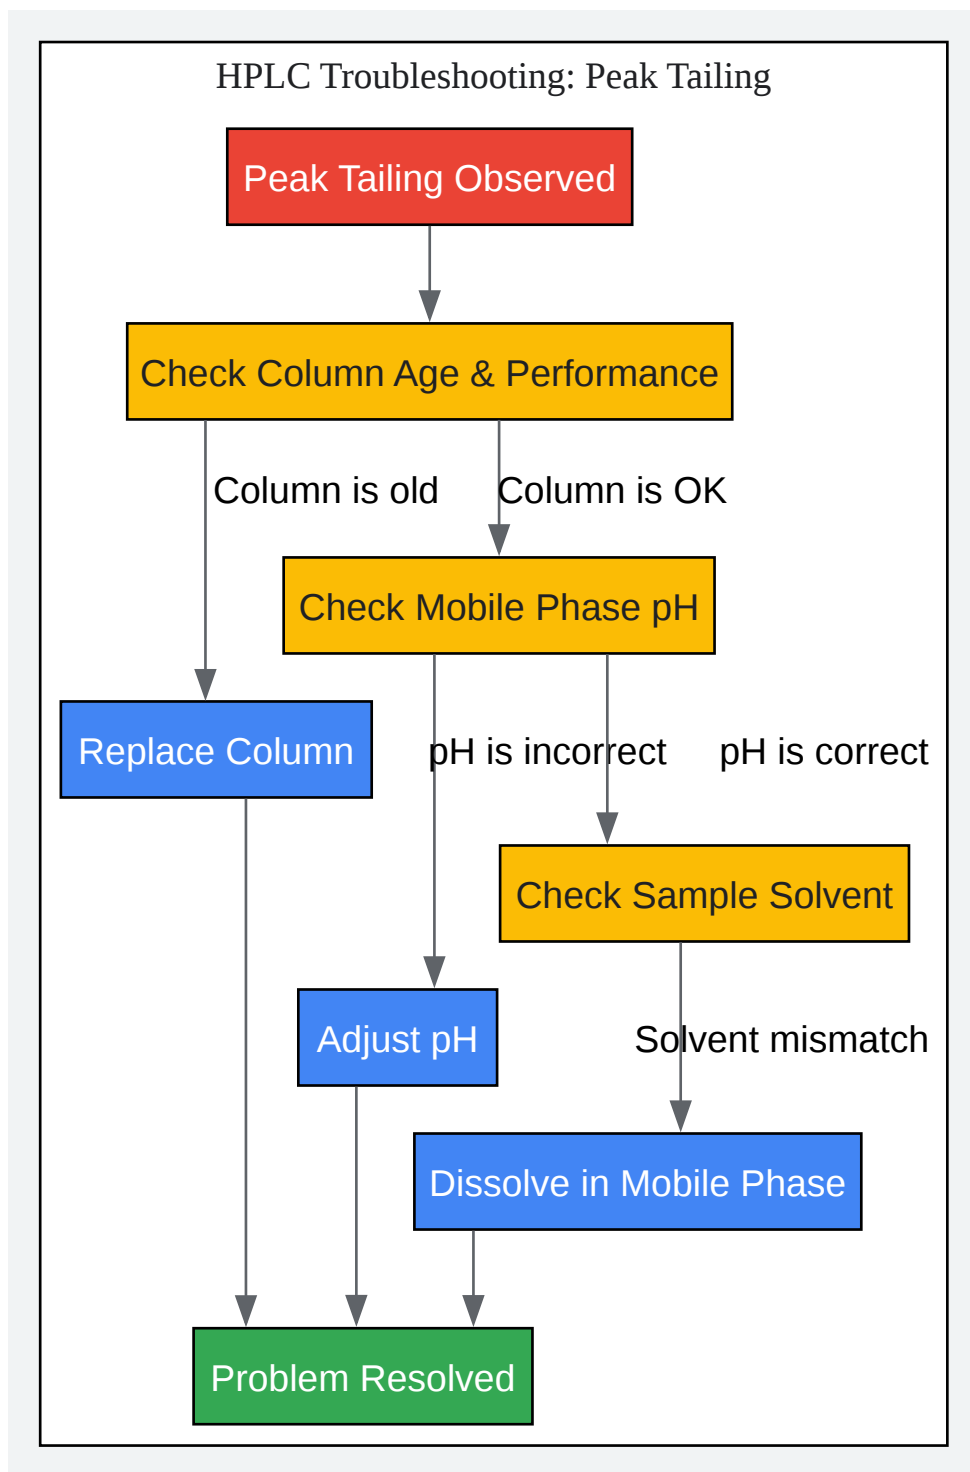 HPLC Troubleshooting: Peak Tailing
Peak Tailing Observed
Check Column Age & Performance
Column is old
Column is OK
Check Mobile Phase pH
Replace Column
pH is incorrect
pH is correct
Check Sample Solvent
Adjust pH
Solvent mismatch
Dissolve in Mobile Phase
Problem Resolved